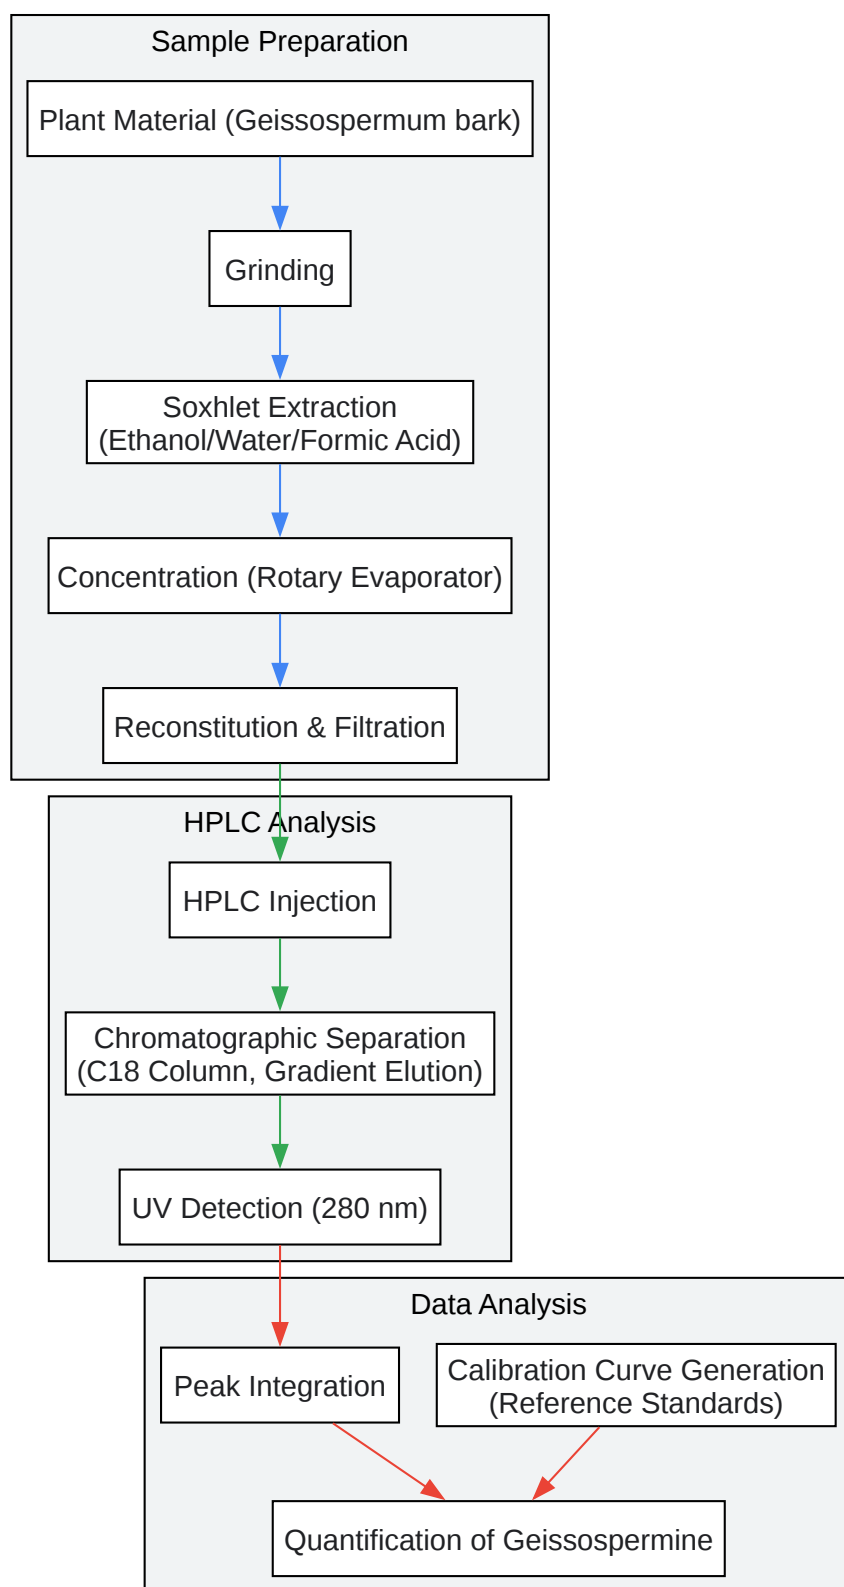 Sample Preparation
Plant Material (Geissospermum bark)
Grinding
Soxhlet Extraction
(Ethanol/Water/Formic Acid)
Concentration (Rotary Evaporator)
Reconstitution & Filtration
HPLC Analysis
HPLC Injection
Chromatographic Separation
(C18 Column, Gradient Elution)
UV Detection (280 nm)
Data Analysis
Peak Integration
Calibration Curve Generation
(Reference Standards)
Quantification of Geissospermine